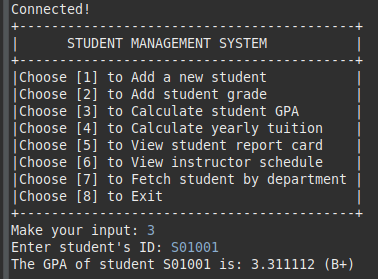 Connected!
+-----------------------------------------+
|      STUDENT MANAGEMENT SYSTEM          |
+-----------------------------------------+
|Choose [1] to Add a new student          |
|Choose [2] to Add student grade          |
|Choose [3] to Calculate student GPA      |
|Choose [4] to Calculate yearly tuition   |
|Choose [5] to View student report card   |
|Choose [6] to View instructor schedule   |
|Choose [7] to Fetch student by department |
|Choose [8] to Exit                       |
+-----------------------------------------+
Make your input: 3
Enter student's ID: S01001
The GPA of student S01001 is: 3.311112 (B+)